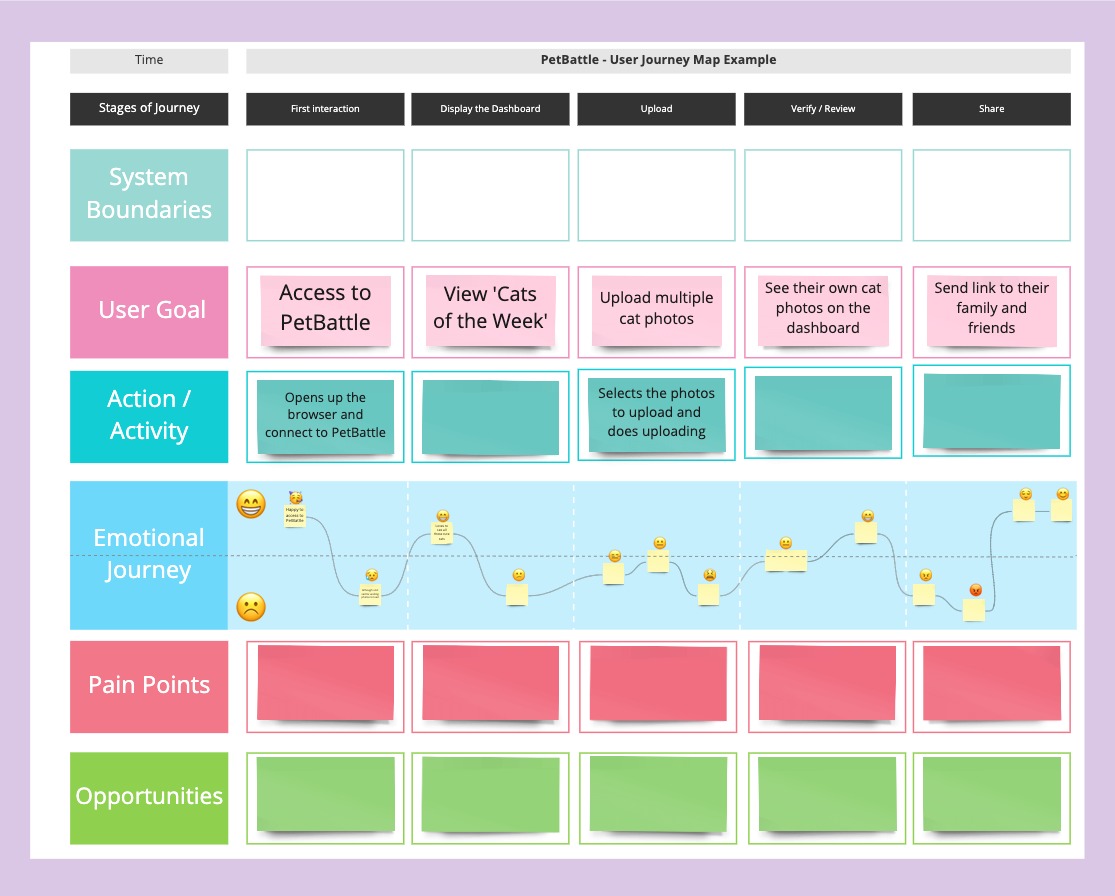 Time
PetBattle - User Journey Map Example
Stages of Journey
First interaction
Display the Dashboard
Upload
Verify / Review
Share
System
Boundaries
User Goal
Access to
PetBattle
View 'Cats
of the Week'
Upload multiple
cat photos
See their own cat
photos on the
dashboard
Send link to their
family and
friends
Action /
Activity
Opens up the
browser and
connect to PetBattle
Selects the photos
to upload and
does uploading
Emotional
Journey
Happy to
access to
PetBattle
Pain Points
Opportunities